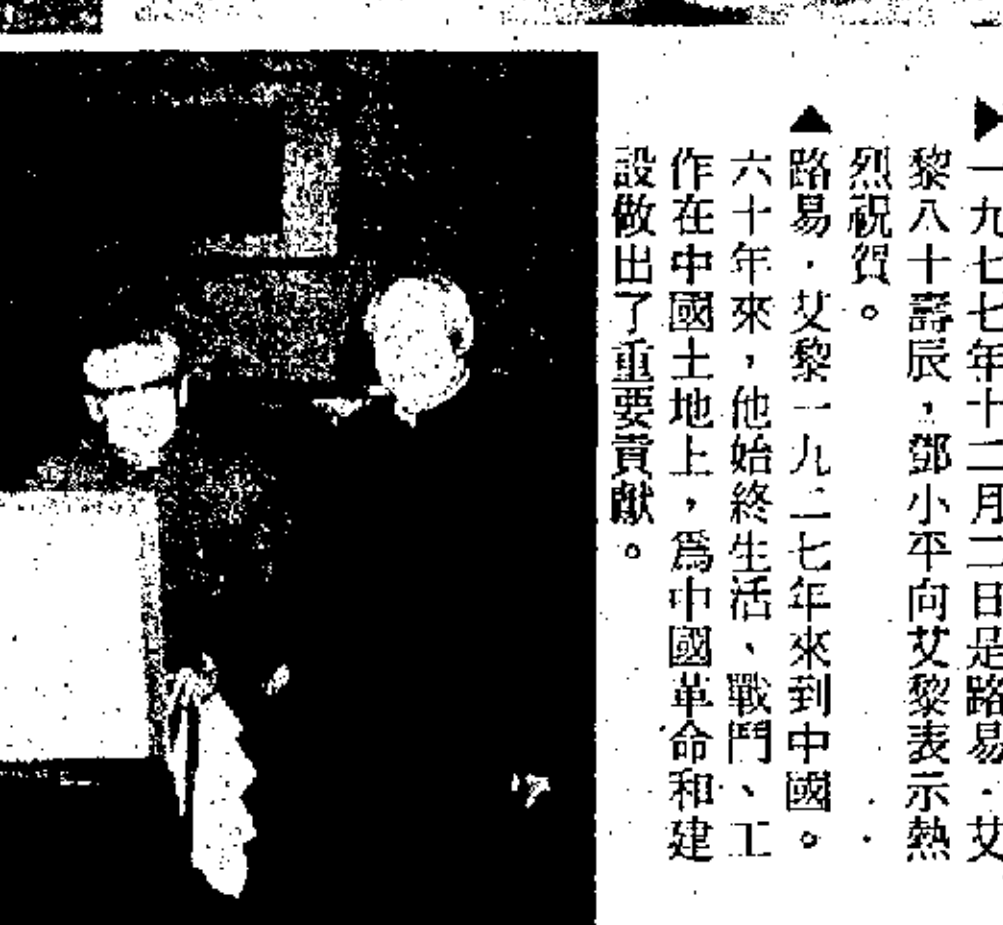 ▶一九七七年十二月二日是路易·艾
黎八十壽辰，鄧小平向艾黎表示熱
烈祝賀。
▲路易·艾黎一九二七年來到中國。
六十年來，他始終生活、戰鬥、工
作在中國土地上，爲中國革命和建
設做出了重要貢獻。